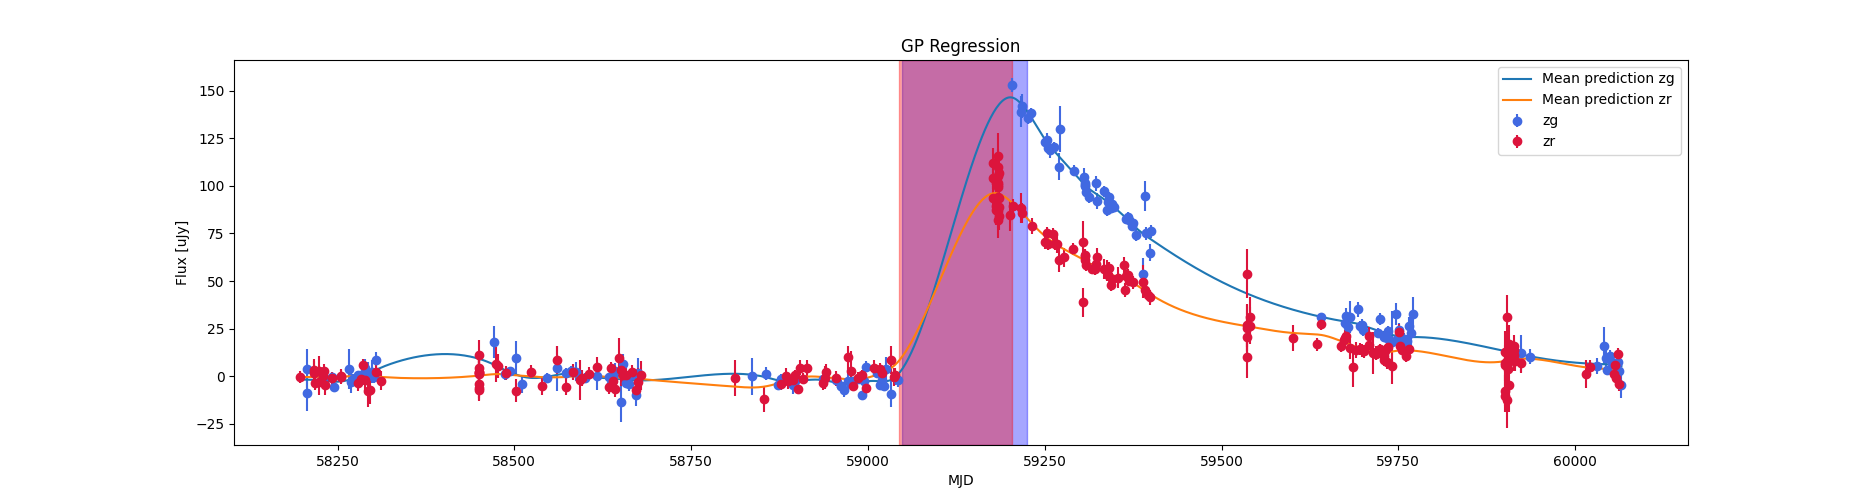 GP Regression
Mean prediction zg
Mean prediction zr
zg
zr
Flux [uJy]
150
125
100
75
50
25
0
−25
58250 58500 58750 59000 59250 59500 59750 60000
MJD